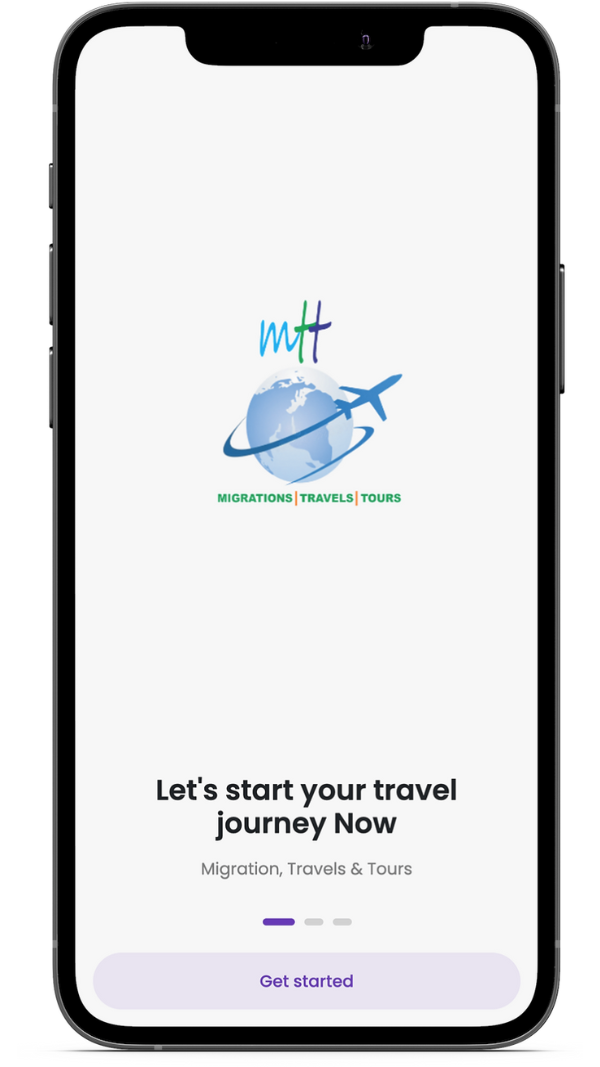 mtt
MIGRATIONS|TRAVELS|TOURS
Let's start your travel
journey Now
Migration, Travels & Tours
Get started